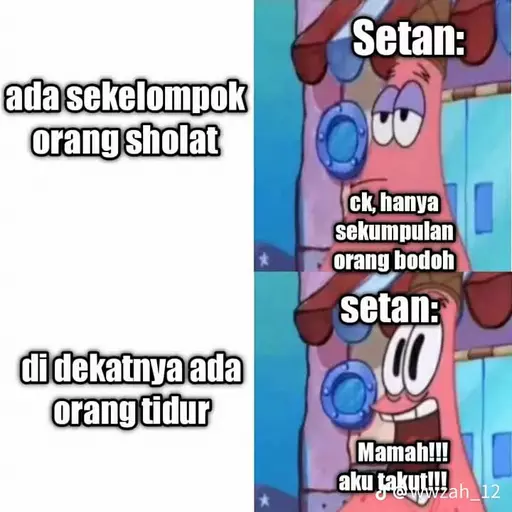 Setan:
ada sekelompok
orang sholat
ck, hanya
sekumpulan
orang bodoh
setan:
di dekatnya ada
orang tidur
Mamah!!!
aku takut!!!
@wwzah_12